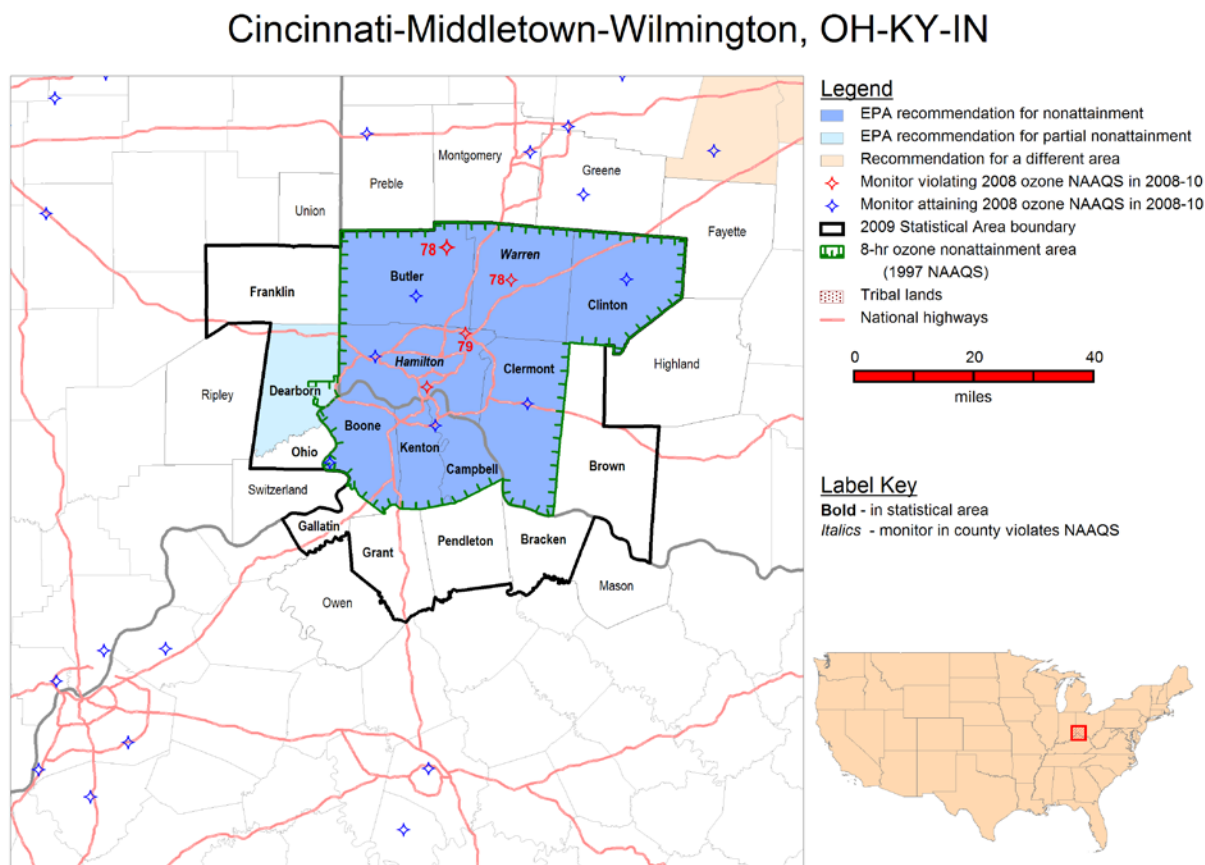 Cincinnati-Middletown-Wilmington, OH-KY-IN
Legend
EPA recommendation for nonattainment
EPA recommendation for partial nonattainment
Recommendation for a different area
Monitor violating 2008 ozone NAAQS in 2008-10
Monitor attaining 2008 ozone NAAQS in 2008-10
2009 Statistical Area boundary
8-hr ozone nonattainment area
(1997 NAAQS)
Tribal lands
National highways
0 20 40
miles
Label Key
Bold - in statistical area
Italics - monitor in county violates NAAQS
Montgomery
Greene
Preble
Union
Fayette
78
Warren
Butler
78
Franklin
Clinton
79
Hamilton
Highland
Clermont
Dearborn
Ripley
Boone
Kenton
Ohio
Brown
Campbell
Switzerland
Gallatin
Pendleton
Bracken
Grant
Mason
Owen